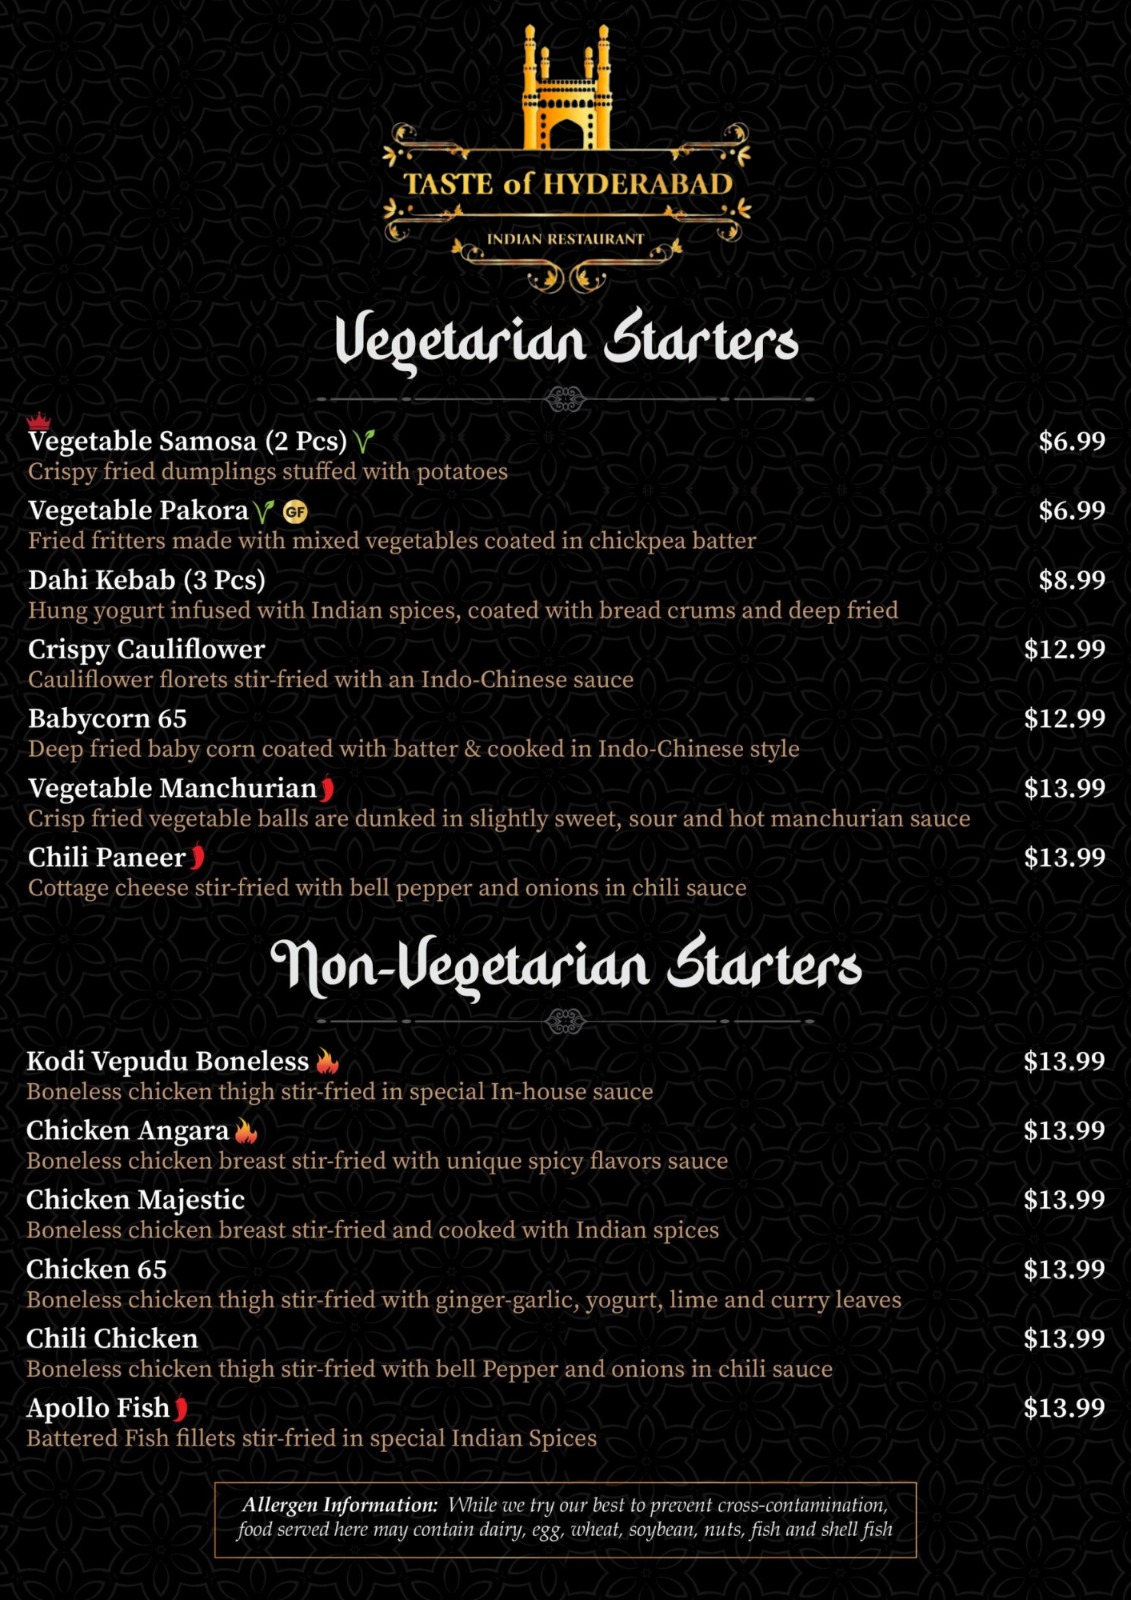 TASTE of HYDERABAD
INDIAN RESTAURANT
Vegetarian Starters
Vegetable Samosa (2 Pcs) $6.99
Crispy fried dumplings stuffed with potatoes
Vegetable Pakora GF $6.99
Fried fritters made with mixed vegetables coated in chickpea batter
Dahi Kebab (3 Pcs) $8.99
Hung yogurt infused with Indian spices, coated with bread crums and deep fried
Crispy Cauliflower $12.99
Cauliflower florets stir-fried with an Indo-Chinese sauce
Babycorn 65 $12.99
Deep fried baby corn coated with batter & cooked in Indo-Chinese style
Vegetable Manchurian $13.99
Crisp fried vegetable balls are dunked in slightly sweet, sour and hot manchurian sauce
Chili Paneer $13.99
Cottage cheese stir-fried with bell pepper and onions in chili sauce
Non-Vegetarian Starters
Kodi Vepudu Boneless $13.99
Boneless chicken thigh stir-fried in special In-house sauce
Chicken Angara $13.99
Boneless chicken breast stir-fried with unique spicy flavors sauce
Chicken Majestic $13.99
Boneless chicken breast stir-fried and cooked with Indian spices
Chicken 65 $13.99
Boneless chicken thigh stir-fried with ginger-garlic, yogurt, lime and curry leaves
Chili Chicken $13.99
Boneless chicken thigh stir-fried with bell Pepper and onions in chili sauce
Apollo Fish $13.99
Battered Fish fillets stir-fried in special Indian Spices
Allergen Information: While we try our best to prevent cross-contamination,
food served here may contain dairy, egg, wheat, soybean, nuts, fish and shell fish